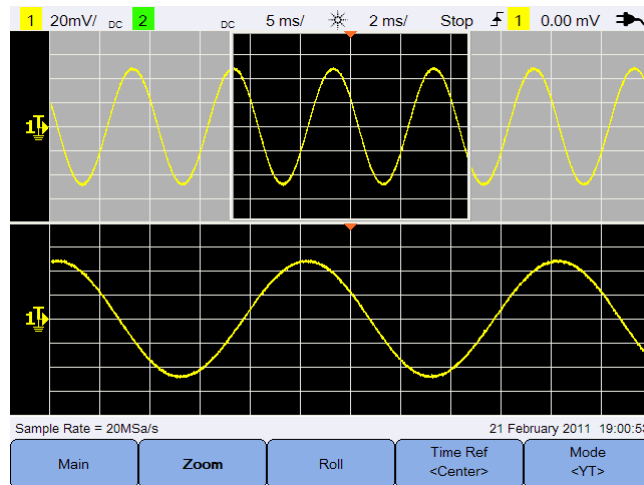 1 20mV/ DC 2 DC 5 ms/ 2 ms/ Stop 1 0.00 mV
1
1
Sample Rate = 20MSa/s 21 February 2011 19:00:53
Main Zoom Roll Time Ref <Center> Mode <YT>